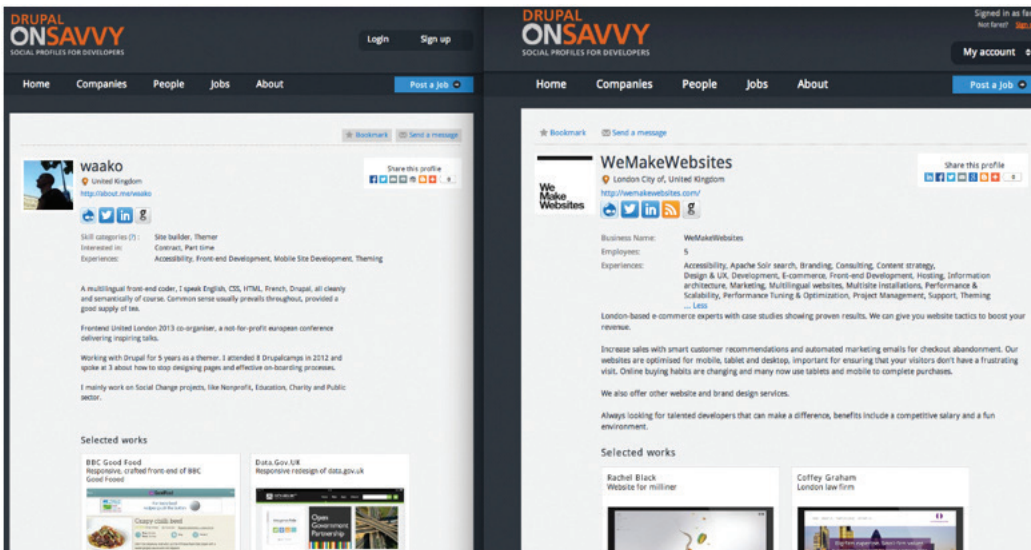 DRUPAL
ONSAVVY
SOCIAL PROFILES FOR DEVELOPERS
Login Sign up
Home Companies People Jobs About
Post a Job
Bookmark Send a message
waako
United Kingdom
http://about.me/waako
Share this profile
0
Skill categories (?) : Site builder, Themer
Interested in: Contract, Part time
Experiences: Accessibility, Front-end Development, Mobile Site Development, Theming
A multilingual front-end coder, I speak English, CSS, HTML, French, Drupal, all cleanly
and semantically of course. Common sense usually prevails throughout, provided a
good supply of tea.
Frontend United London 2013 co-organiser, a not-for-profit european conference
delivering inspiring talks.
Working with Drupal for 5 years as a themer. I attended 8 Drupalcamps in 2012 and
spoke at 3 about how to stop designing pages and effective on-boarding processes.
I mainly work on Social Change projects, like Nonprofit, Education, Charity and Public
sector.
Selected works
BBC Good Food
Responsive, crafted front-end of BBC
Good Foood
Crispy chilli beef
Data.Gov.UK
Responsive redesign of data.gov.uk
Open
Government
Partnership
DRUPAL
ONSAVVY
SOCIAL PROFILES FOR DEVELOPERS
Signed in as
Not
My account
Home Companies People Jobs About
Post a Job
Bookmark Send a message
We
Make
Websites
WeMakeWebsites
London City of, United Kingdom
http://wemakewebsites.com/
Share this profile
0
Business Name: WeMakeWebsites
Employees: 5
Experiences: Accessibility, Apache Solr search, Branding, Consulting, Content strategy,
Design & UX, Development, E-commerce, Front-end Development, Hosting, Information
architecture, Marketing, Multilingual websites, Multisite installations, Performance &
Scalability, Performance Tuning & Optimization, Project Management, Support, Theming
... Less
London-based e-commerce experts with case studies showing proven results. We can give you website tactics to boost your
revenue.
Increase sales with smart customer recommendations and automated marketing emails for checkout abandonment. Our
websites are optimised for mobile, tablet and desktop, important for ensuring that your visitors don't have a frustrating
visit. Online buying habits are changing and many now use tablets and mobile to complete purchases.
We also offer other website and brand design services.
Always looking for talented developers that can make a difference, benefits include a competitive salary and a fun
environment.
Selected works
Rachel Black
Website for milliner
Coffey Graham
London law firm